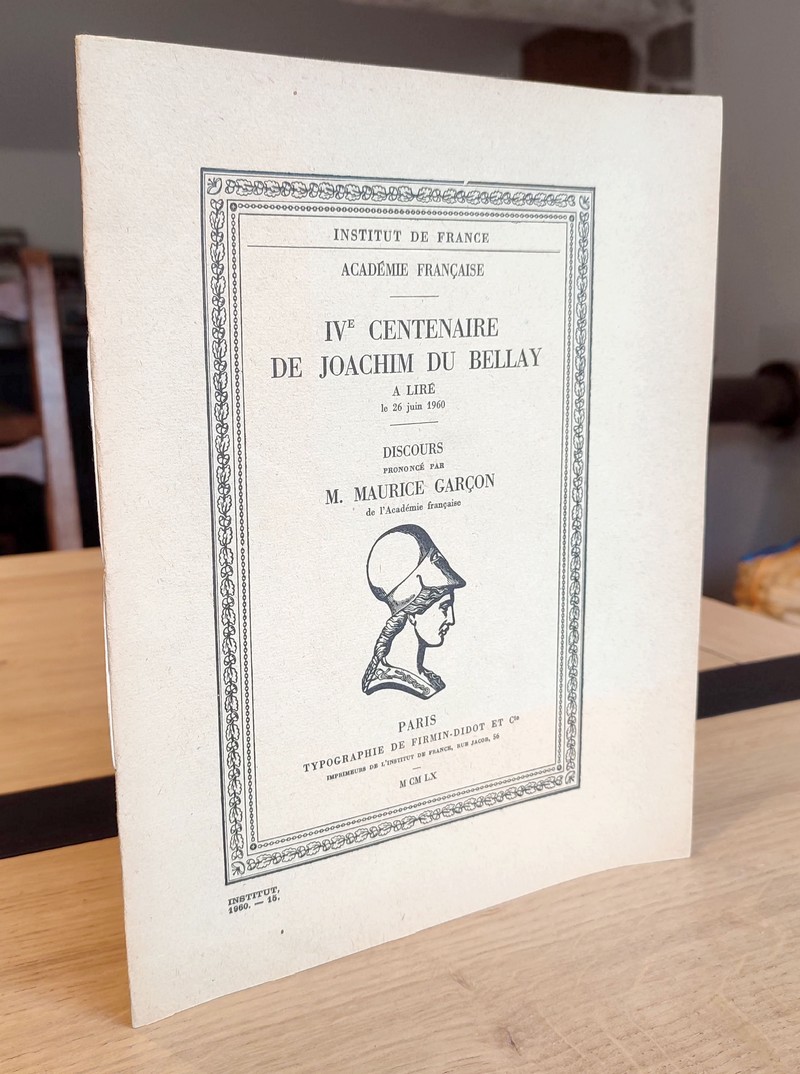 INSTITUT DE FRANCE
ACADÉMIE FRANÇAISE
IVE CENTENAIRE
DE JOACHIM DU BELLAY
A LIRÉ
le 26 juin 1960
DISCOURS
PRONONCÉ PAR
M. MAURICE GARÇON
de l'Académie française
PARIS
TYPOGRAPHIE DE FIRMIN-DIDOT ET Cie
IMPRIMEURS DE L'INSTITUT DE FRANCE, RUE JACOB, 56
M CM LX
INSTITUT.
1960. — 15.